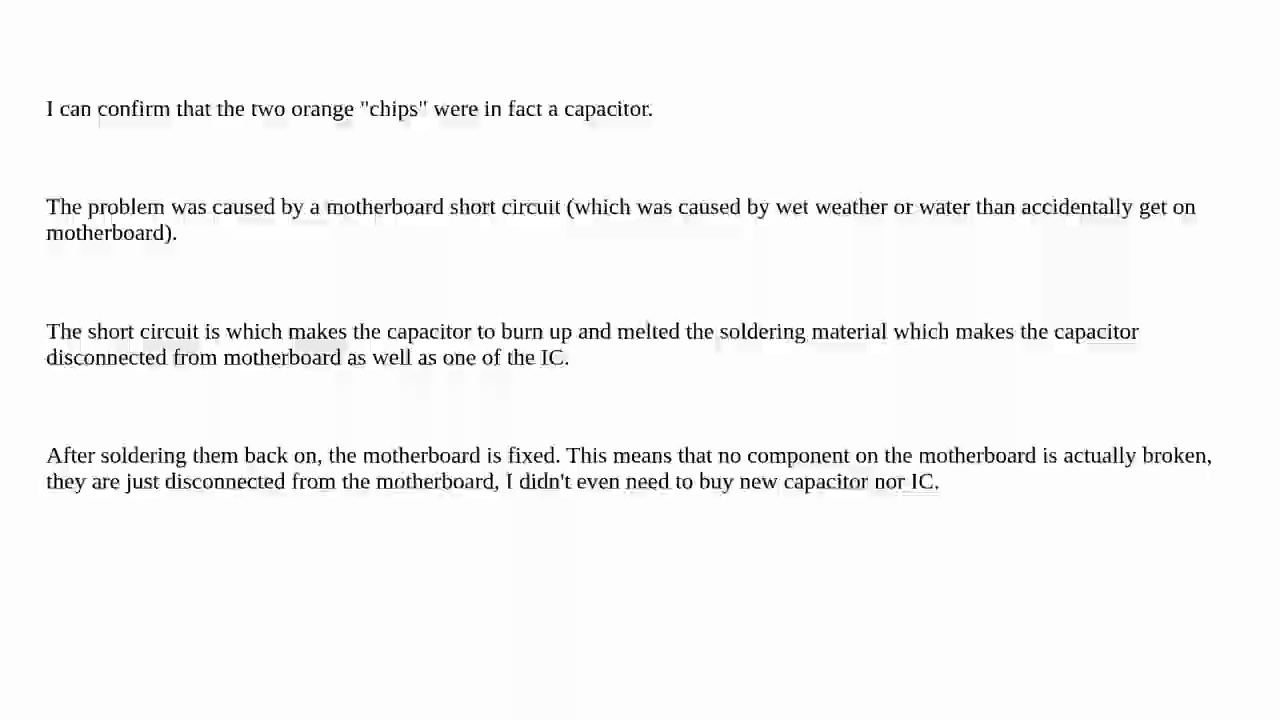 I can confirm that the two orange "chips" were in fact a capacitor.
The problem was caused by a motherboard short circuit (which was caused by wet weather or water than accidentally get on
motherboard).
The short circuit is which makes the capacitor to burn up and melted the soldering material which makes the capacitor
disconnected from motherboard as well as one of the IC.
After soldering them back on, the motherboard is fixed. This means that no component on the motherboard is actually broken,
they are just disconnected from the motherboard, I didn't even need to buy new capacitor nor IC.